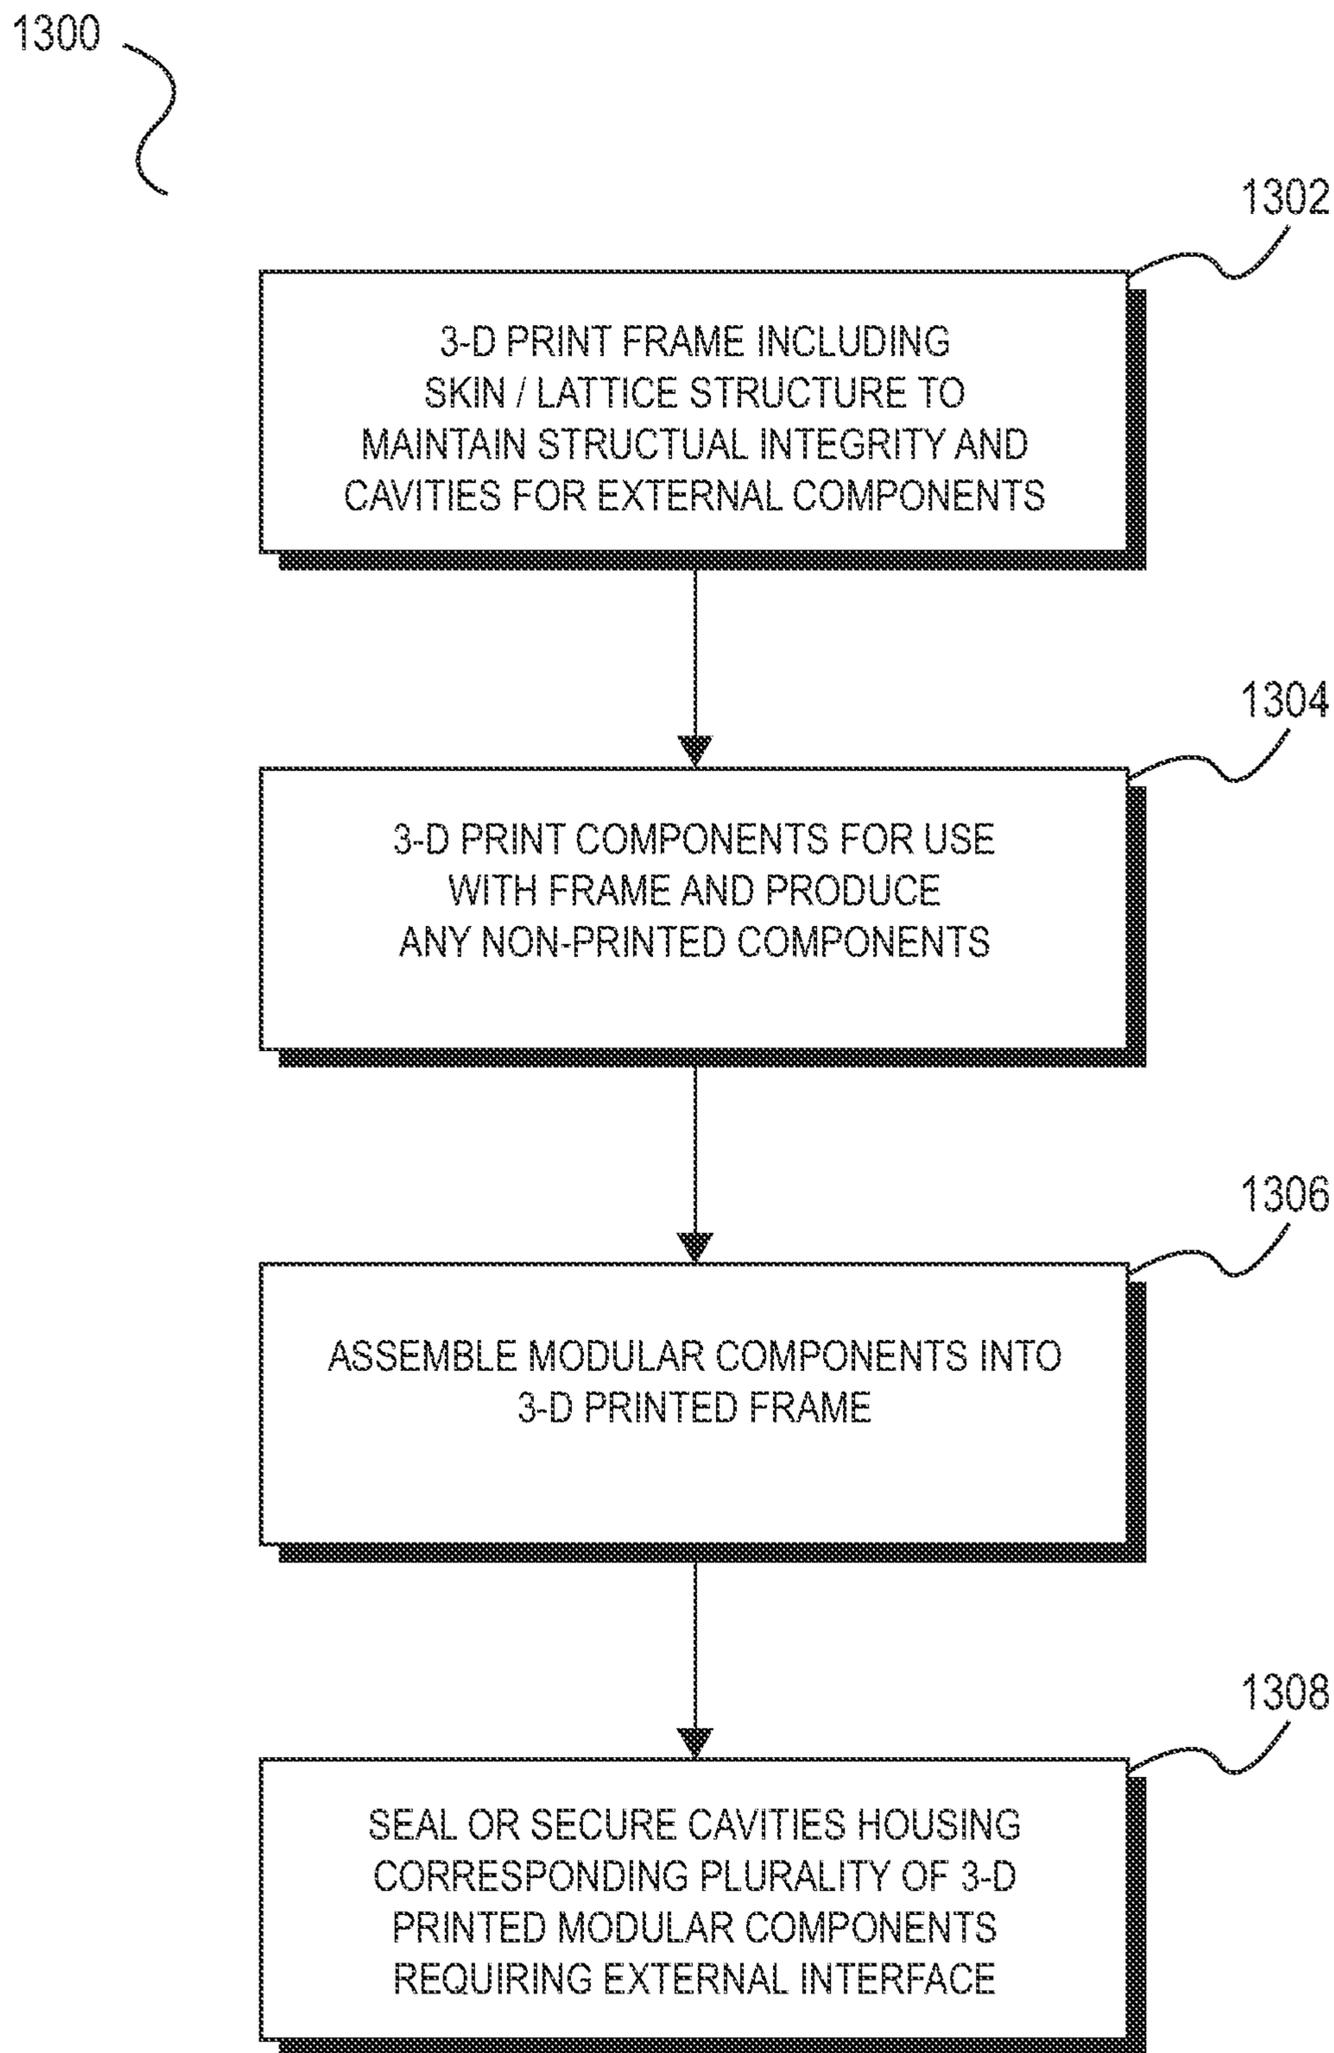 1300
1302
3-D PRINT FRAME INCLUDING
SKIN / LATTICE STRUCTURE TO
MAINTAIN STRUCTUAL INTEGRITY AND
CAVITIES FOR EXTERNAL COMPONENTS
1304
3-D PRINT COMPONENTS FOR USE
WITH FRAME AND PRODUCE
ANY NON-PRINTED COMPONENTS
1306
ASSEMBLE MODULAR COMPONENTS INTO
3-D PRINTED FRAME
1308
SEAL OR SECURE CAVITIES HOUSING
CORRESPONDING PLURALITY OF 3-D
PRINTED MODULAR COMPONENTS
REQUIRING EXTERNAL INTERFACE